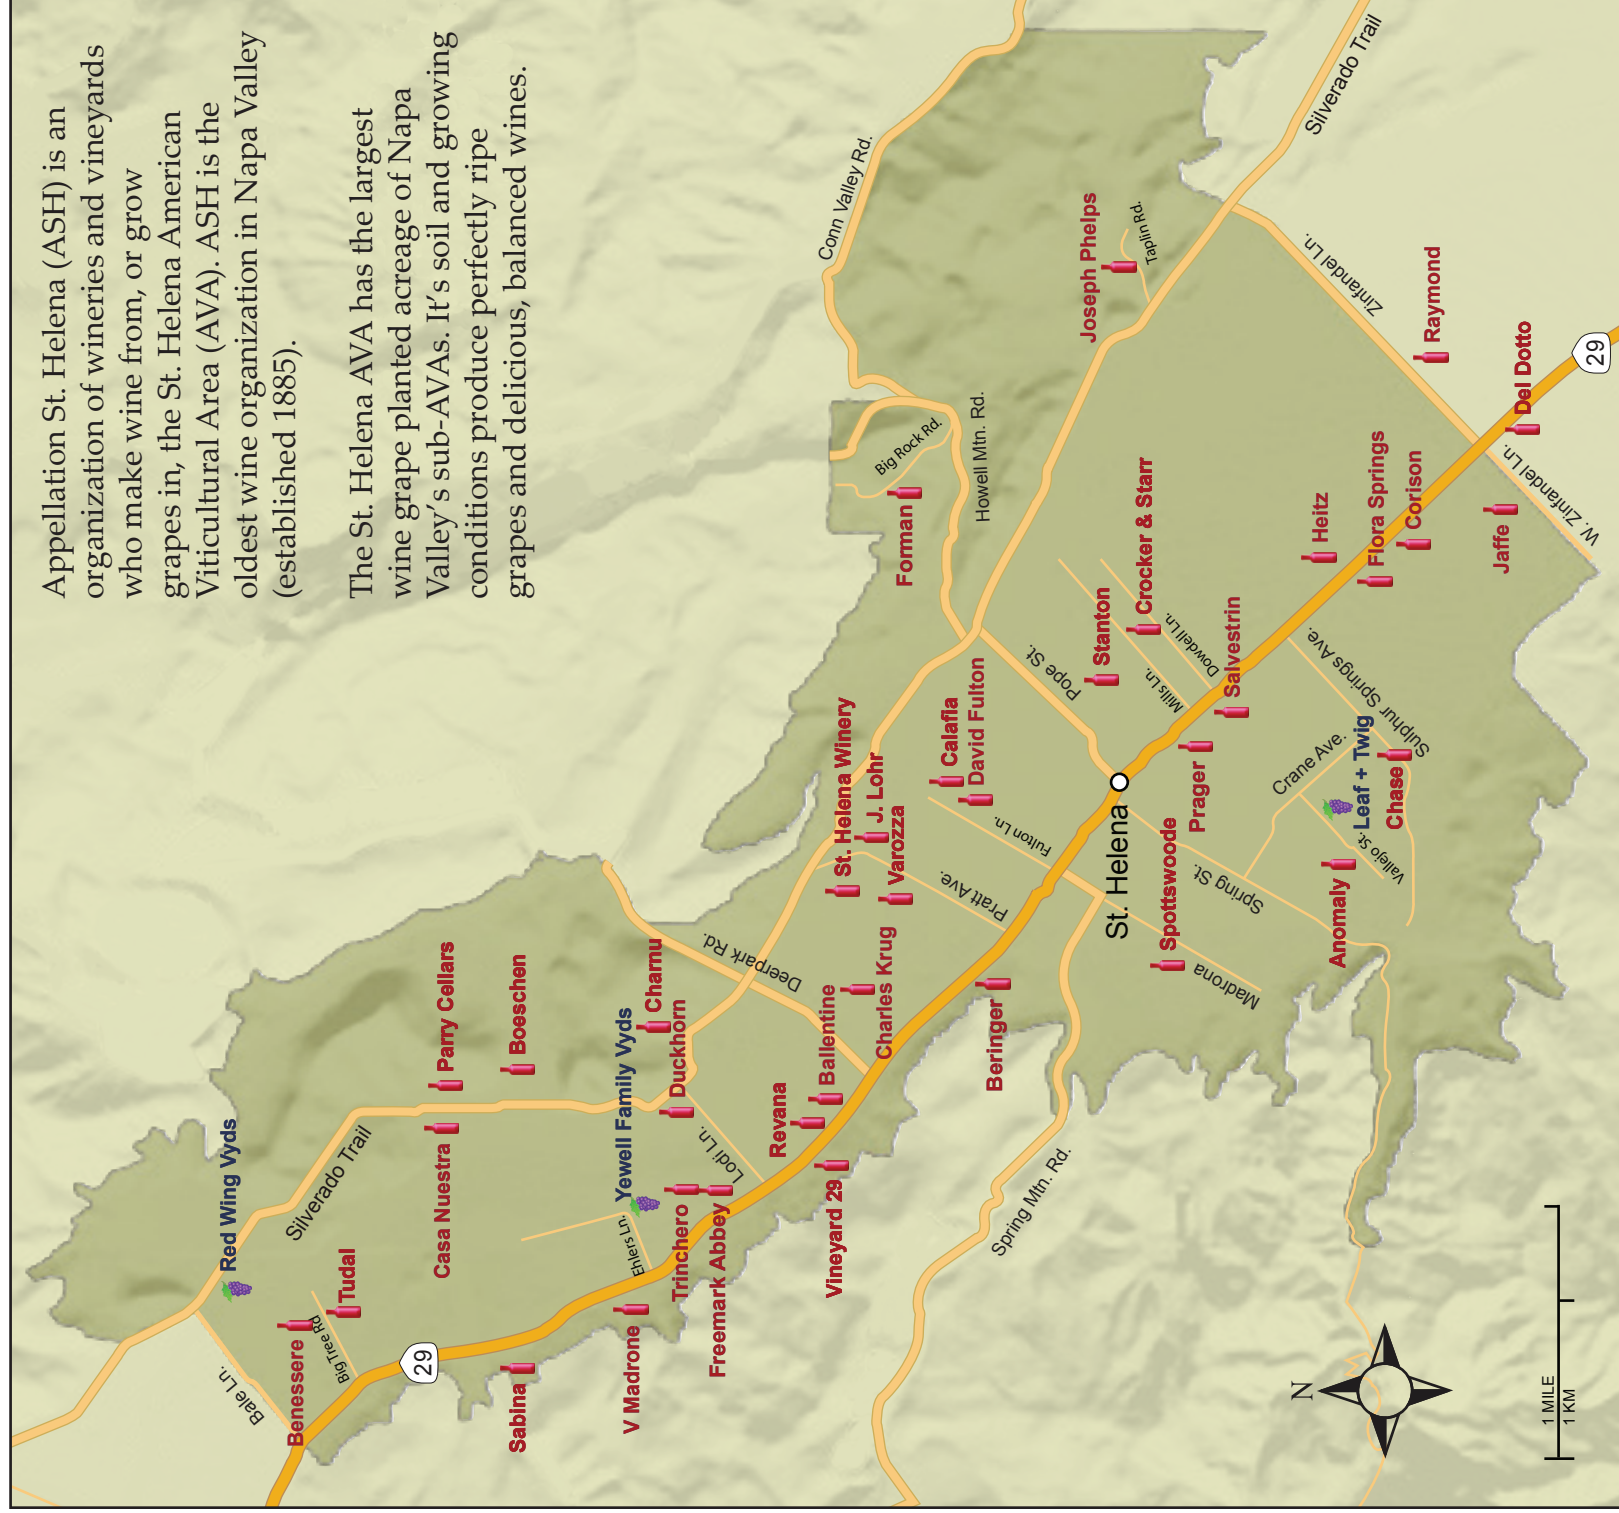 Appellation St. Helena (ASH) is an
organization of wineries and vineyards
who make wine from, or grow
grapes in, the St. Helena American
Viticultural Area (AVA). ASH is the
oldest wine organization in Napa Valley
(established 1885).
The St. Helena AVA has the largest
wine grape planted acreage of Napa
Valley's sub-AVAs. It's soil and growing
conditions produce perfectly ripe
grapes and delicious, balanced wines.
Red Wing Vyds
Silverado Trail
Bale Ln.
Benessere
Big Tree Rd
Tudal
29
Casa Nuestra
Parry Cellars
Boeschen
Sabina
V Madrone
Ehlers Ln.
Yewell Family Vyds
Charnu
Duckhorn
Trinchero
Freemark Abbey
Lodi Ln.
Deerpark Rd.
Revana
Ballentine
Vineyard 29
Charles Krug
St. Helena Winery
J. Lohr
Varozza
Pratt Ave.
Beringer
Spring Mtn. Rd.
Calafia
David Fulton
Fulton Ln.
Forman
Big Rock Rd.
Howell Mtn. Rd.
Conn Valley Rd.
Joseph Phelps
Taplin Rd.
Silverado Trail
Pope St.
Stanton
Crocker & Starr
Mills Ln.
Dowdell Ln.
Salvestrin
St. Helena
Prager
Spottswoode
Madrona
Spring St.
Crane Ave.
Sulphur Springs Ave.
Leaf + Twig
Vallejo St.
Chase
Anomaly
Heitz
Flora Springs
Corison
Jaffe
Zinfandel Ln.
Raymond
Del Dotto
W. Zinfandel Ln.
29
N
1 MILE
1 KM